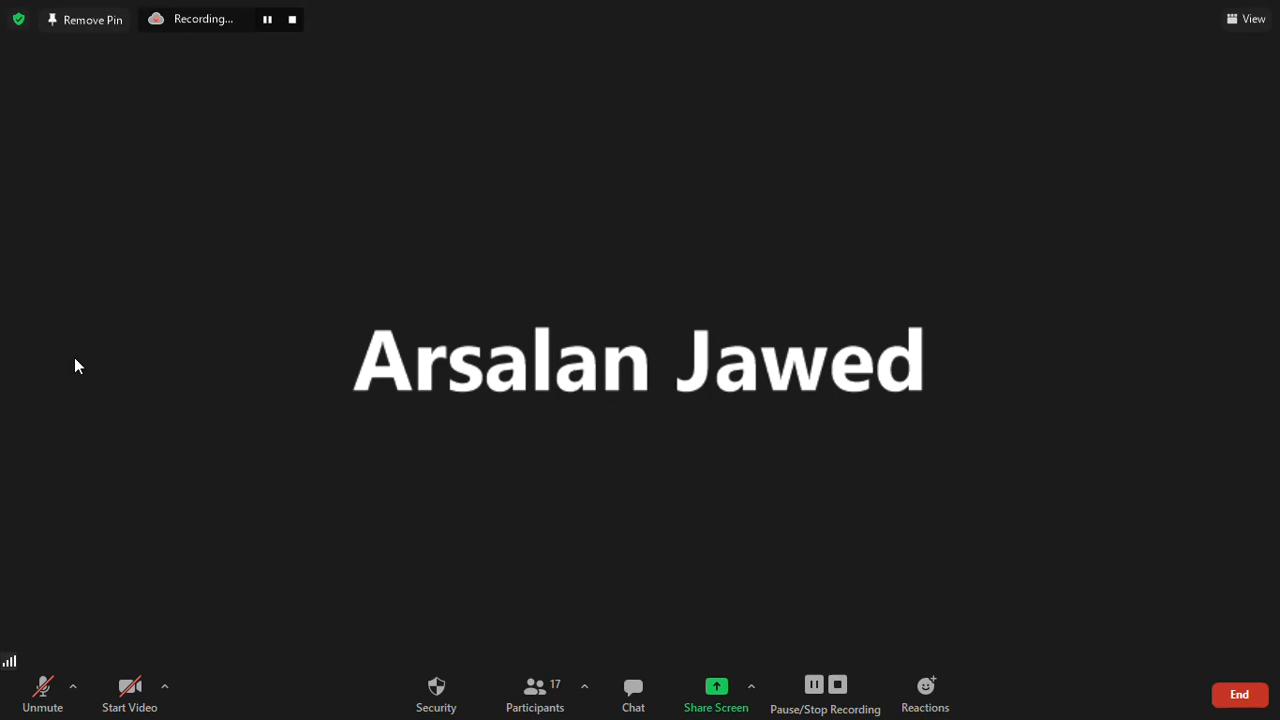 Remove Pin
Recording...
View
Arsalan Jawed
Unmute
Start Video
Security
17
Participants
Chat
Share Screen
Pause/Stop Recording
Reactions
End